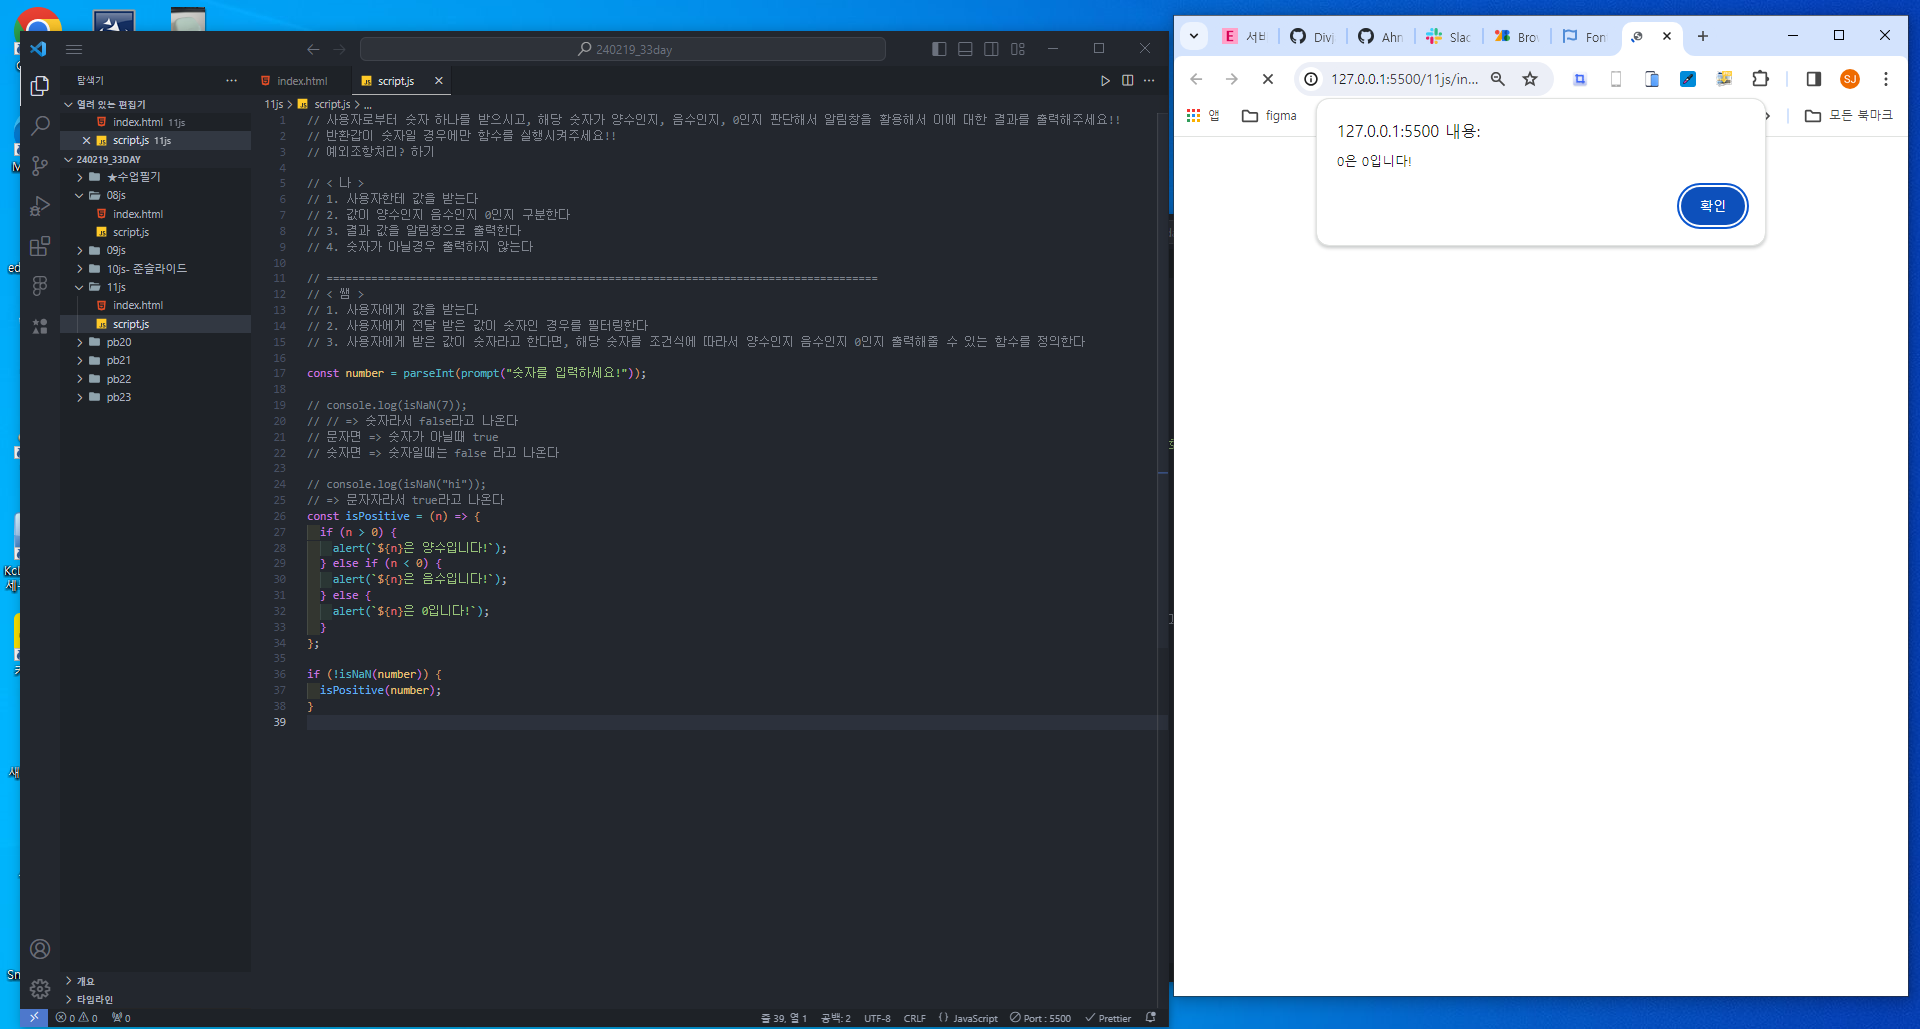 240219_33day
탐색기
index.html
script.js
열려 있는 편집기
index.html 11js
script.js 11js
240219_33DAY
★수업필기
08js
index.html
script.js
09js
10js- 준슬라이드
11js
index.html
script.js
pb20
pb21
pb22
pb23
개요
타임라인
11js > script.js > ...
1 // 사용자로부터 숫자 하나를 받으시고, 해당 숫자가 양수인지, 음수인지, 0인지 판단해서 알림창을 활용해서 이에 대한 결과를 출력해주세요!!
2 // 반환값이 숫자일 경우에만 함수를 실행시켜주세요!!
3 // 예외조항처리? 하기
4
5 // < 나 >
6 // 1. 사용자한테 값을 받는다
7 // 2. 값이 양수인지 음수인지 0인지 구분한다
8 // 3. 결과 값을 알림창으로 출력한다
9 // 4. 숫자가 아닐경우 출력하지 않는다
10
11 // ======================================================================================
12 // < 쌤 >
13 // 1. 사용자에게 값을 받는다
14 // 2. 사용자에게 전달 받은 값이 숫자인 경우를 필터링한다
15 // 3. 사용자에게 받은 값이 숫자라고 한다면, 해당 숫자를 조건식에 따라서 양수인지 음수인지 0인지 출력해줄 수 있는 함수를 정의한다
16
17 const number = parseInt(prompt("숫자를 입력하세요!"));
18
19 // console.log(isNaN(7));
20 // // => 숫자라서 false라고 나온다
21 // 문자면 => 숫자가 아닐때 true
22 // 숫자면 => 숫자일때는 false 라고 나온다
23
24 // console.log(isNaN("hi"));
25 // => 문자자라서 true라고 나온다
26 const isPositive = (n) => {
27 if (n > 0) {
28 alert(`${n}은 양수입니다!`);
29 } else if (n < 0) {
30 alert(`${n}은 음수입니다!`);
31 } else {
32 alert(`${n}은 0입니다!`);
33 }
34 };
35
36 if (!isNaN(number)) {
37 isPositive(number);
38 }
39
0 0 0
줄 39, 열 1 공백: 2 UTF-8 CRLF {} JavaScript Port : 5500 Prettier
서비 Divj Ahn Slac Brow Fon
127.0.0.1:5500/11js/in...
앱 figma 모든 북마크
127.0.0.1:5500 내용:
0은 0입니다!
확인